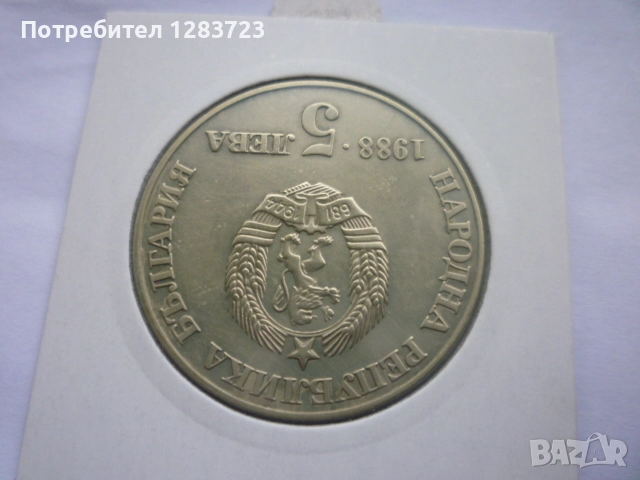 Потребител 1283723
НАРОДНА РЕПУБЛИКА БЪЛГАРИЯ
681 1944
1988 · 5 ЛЕВА
BAZAR